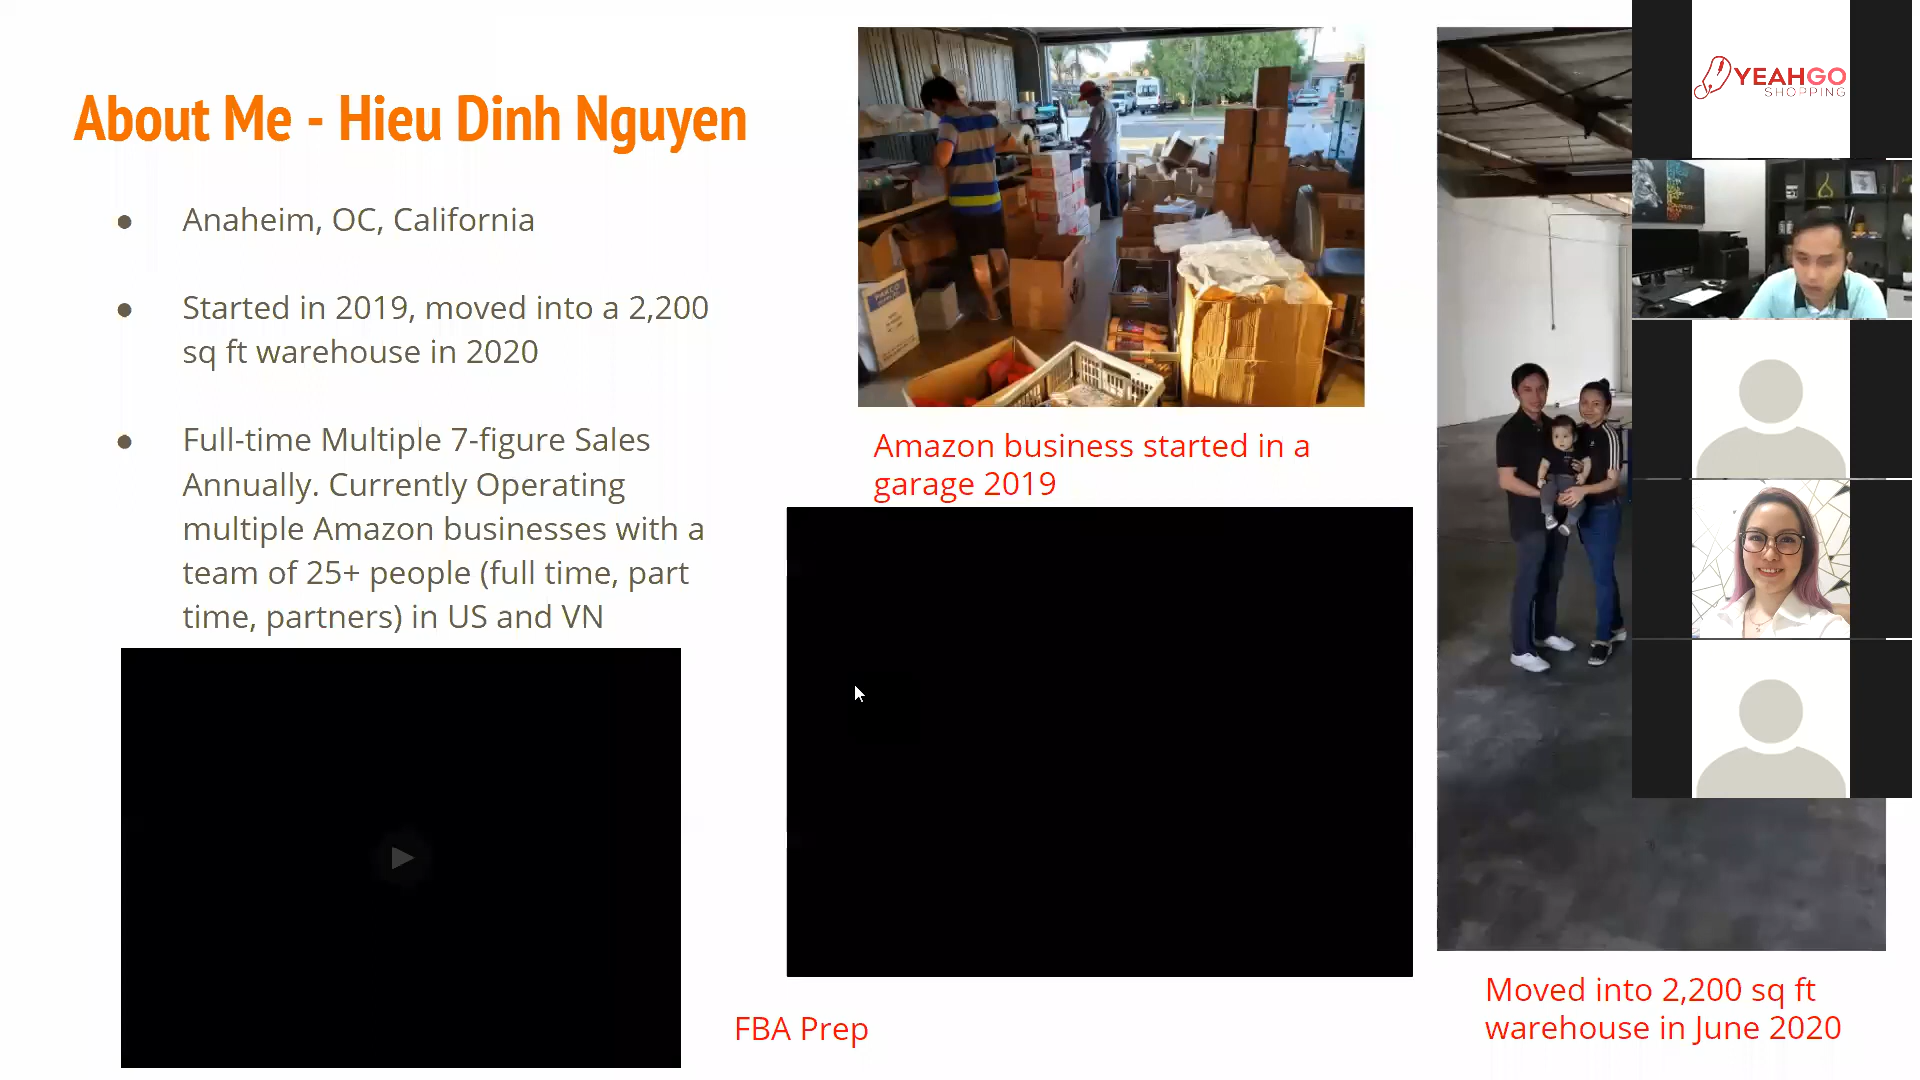 About Me - Hieu Dinh Nguyen
● Anaheim, OC, California
● Started in 2019, moved into a 2,200
sq ft warehouse in 2020
● Full-time Multiple 7-figure Sales
Annually. Currently Operating
multiple Amazon businesses with a
team of 25+ people (full time, part
time, partners) in US and VN
Amazon business started in a
garage 2019
FBA Prep
Moved into 2,200 sq ft
warehouse in June 2020
YEAHGO
SHOPPING